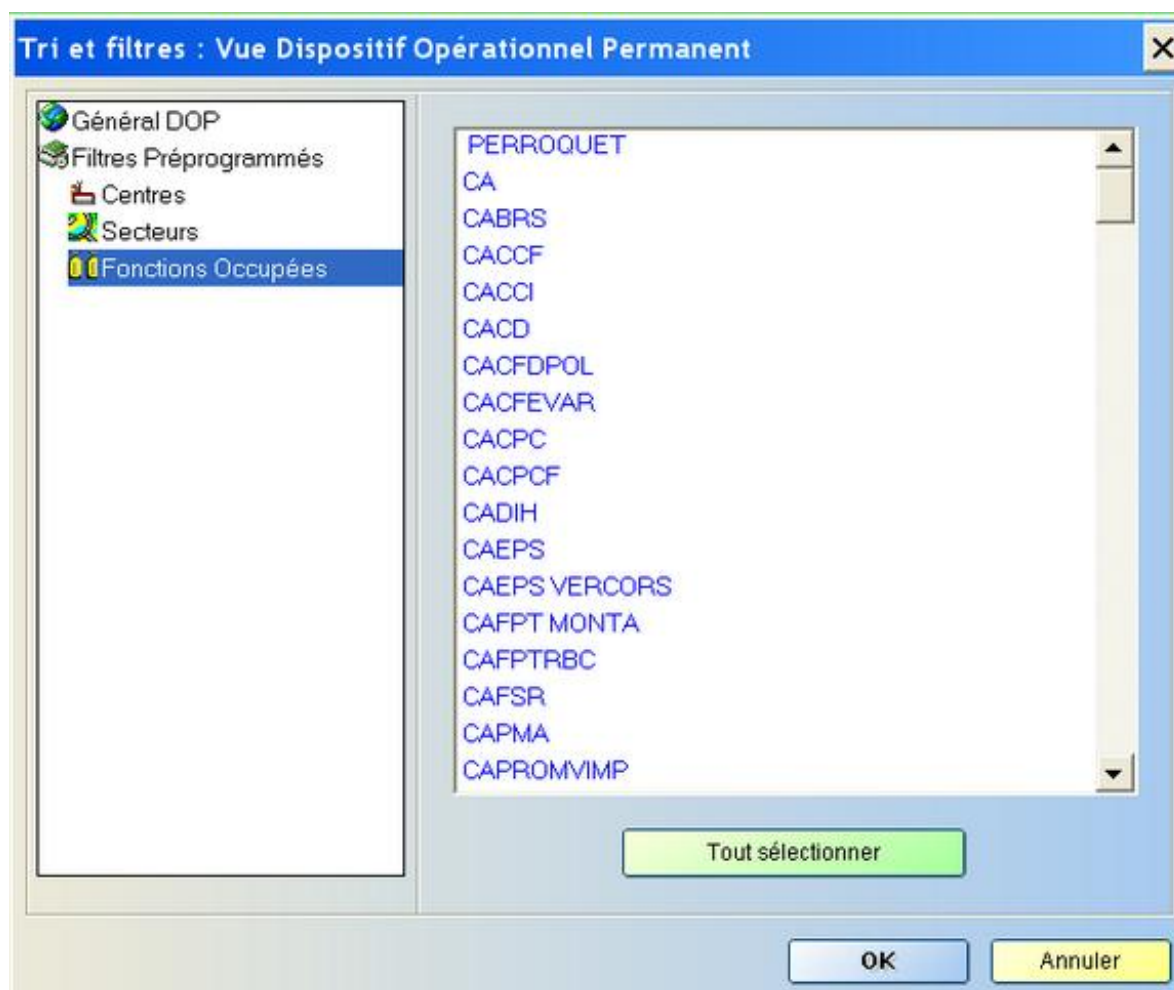 Tri et filtres : Vue Dispositif Opérationnel Permanent
Général DOP
Filtres Préprogrammés
Centres
Secteurs
Fonctions Occupées
PERROQUET
CA
CABRS
CACCF
CACCI
CACD
CACFDPOL
CACFEVAR
CACPC
CACPCF
CADIH
CAEPS
CAEPS VERCORS
CAFPT MONTA
CAFPTRBC
CAFSR
CAPMA
CAPROMVIMP
Tout sélectionner
OK
Annuler